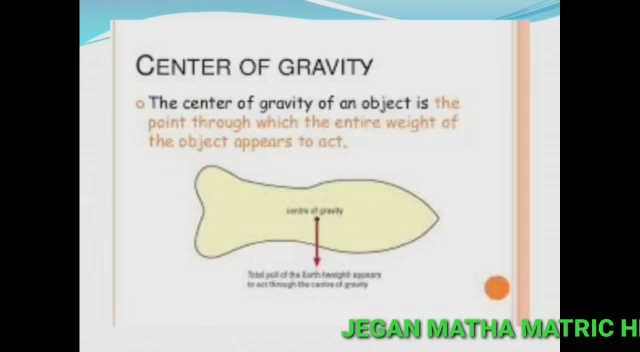 CENTER OF GRAVITY
The center of gravity of an object is the
point through which the entire weight of
the object appears to act.
centre of gravity
Total pull of the Earth (weight) appears
to act through the centre of gravity
JEGAN MATHA MATRIC H